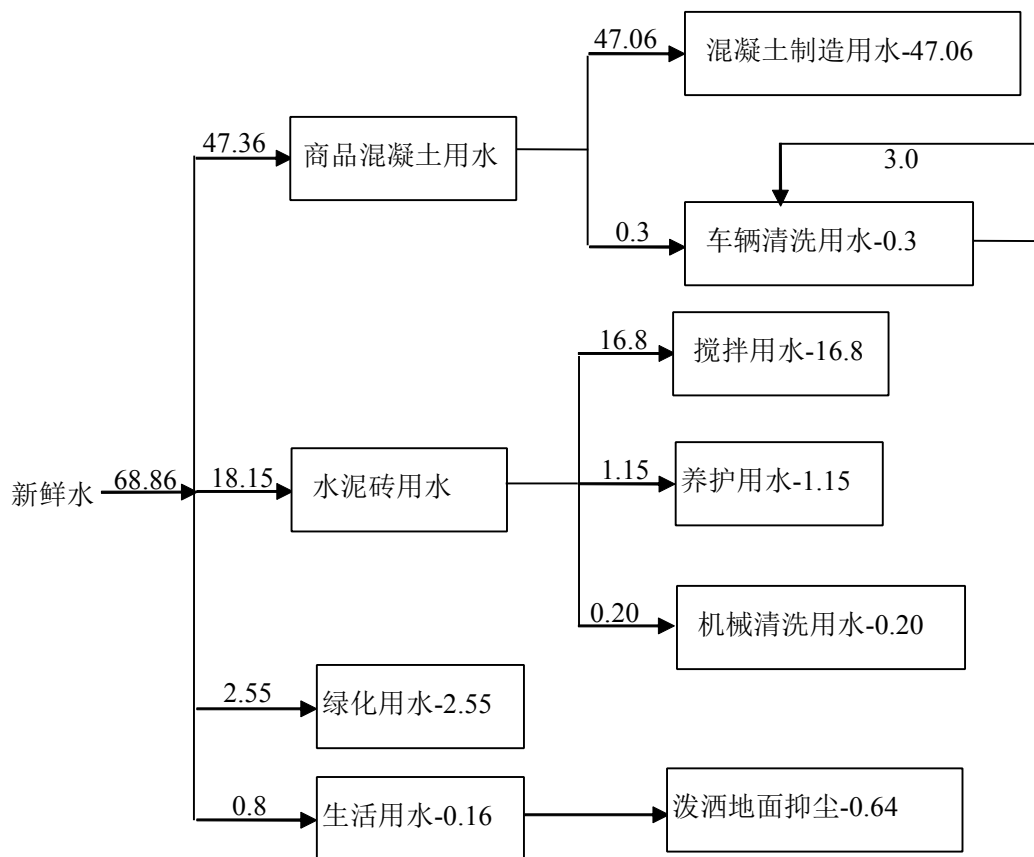 47.06
混凝土制造用水-47.06
47.36
商品混凝土用水
3.0
0.3
车辆清洗用水-0.3
16.8
搅拌用水-16.8
新鲜水
68.86
18.15
水泥砖用水
1.15
养护用水-1.15
0.20
机械清洗用水-0.20
2.55
绿化用水-2.55
0.8
生活用水-0.16
泼洒地面抑尘-0.64